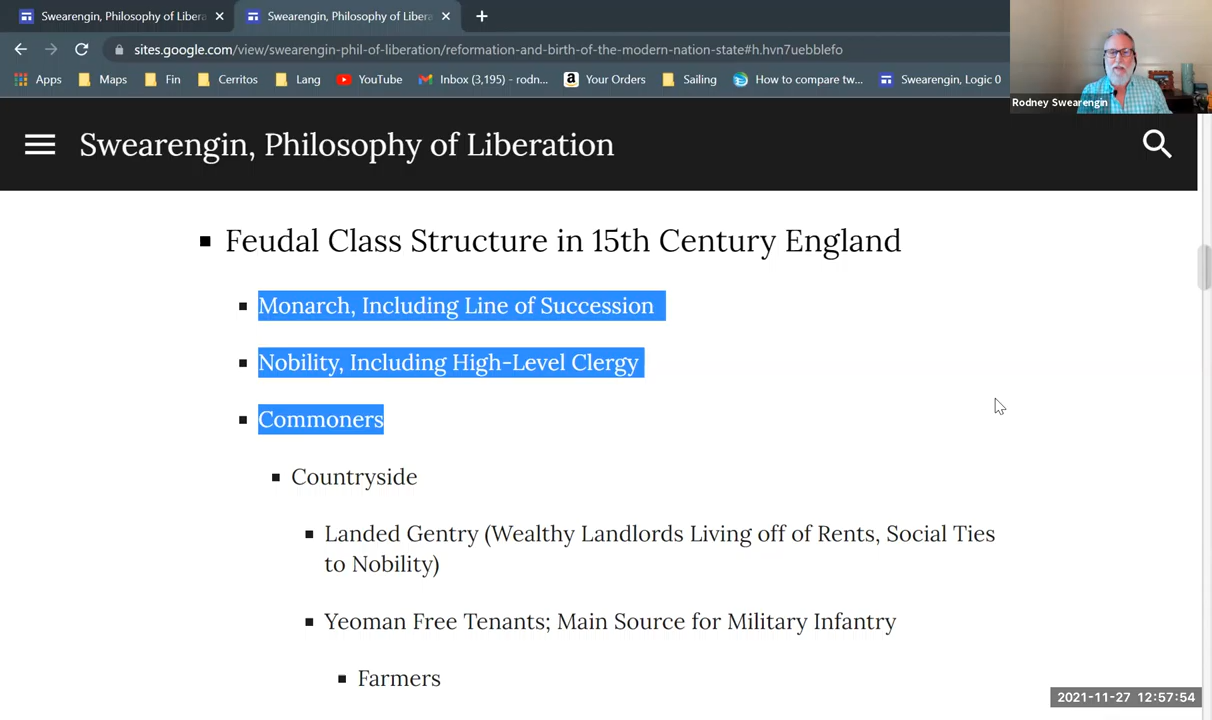 Swearengin, Philosophy of Libera
Swearengin, Philosophy of Libera
sites.google.com/view/swearengin-phil-of-liberation/reformation-and-birth-of-the-modern-nation-state#h.hvn7uebblefo
Apps Maps Fin Cerritos Lang YouTube Inbox (3,195) - rodn... Your Orders Sailing How to compare tw... Swearengin, Logic 0
Rodney Swearengin
Swearengin, Philosophy of Liberation
Feudal Class Structure in 15th Century England
Monarch, Including Line of Succession
Nobility, Including High-Level Clergy
Commoners
Countryside
Landed Gentry (Wealthy Landlords Living off of Rents, Social Ties
to Nobility)
Yeoman Free Tenants; Main Source for Military Infantry
Farmers
2021-11-27 12:57:54